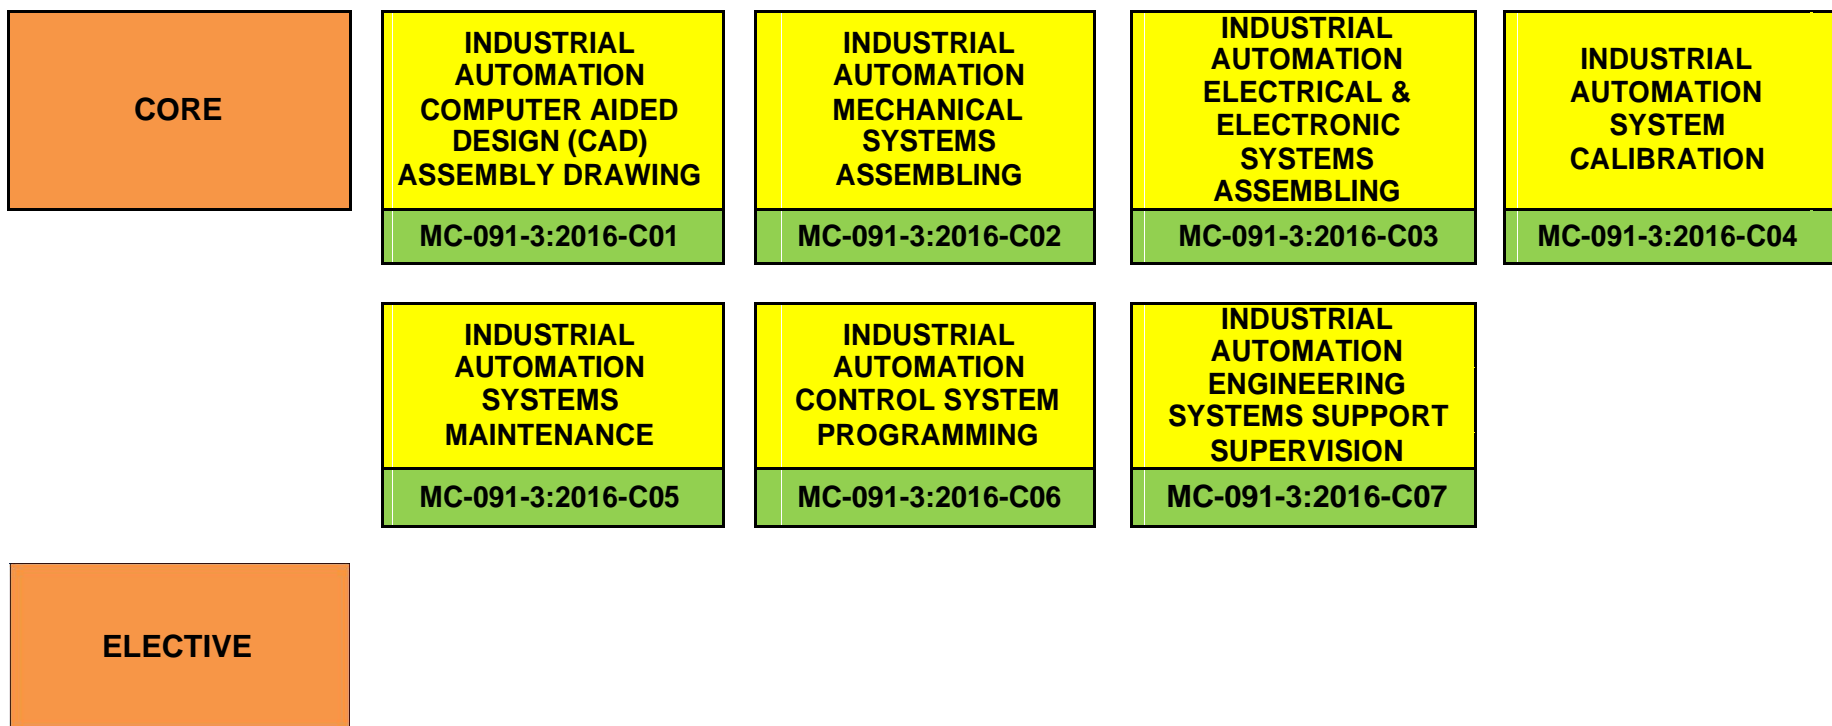 CORE
INDUSTRIAL
AUTOMATION
COMPUTER AIDED
DESIGN (CAD)
ASSEMBLY DRAWING
MC-091-3:2016-C01
INDUSTRIAL
AUTOMATION
MECHANICAL
SYSTEMS
ASSEMBLING
MC-091-3:2016-C02
INDUSTRIAL
AUTOMATION
ELECTRICAL &
ELECTRONIC
SYSTEMS
ASSEMBLING
MC-091-3:2016-C03
INDUSTRIAL
AUTOMATION
SYSTEM
CALIBRATION
MC-091-3:2016-C04
INDUSTRIAL
AUTOMATION
SYSTEMS
MAINTENANCE
MC-091-3:2016-C05
INDUSTRIAL
AUTOMATION
CONTROL SYSTEM
PROGRAMMING
MC-091-3:2016-C06
INDUSTRIAL
AUTOMATION
ENGINEERING
SYSTEMS SUPPORT
SUPERVISION
MC-091-3:2016-C07
ELECTIVE